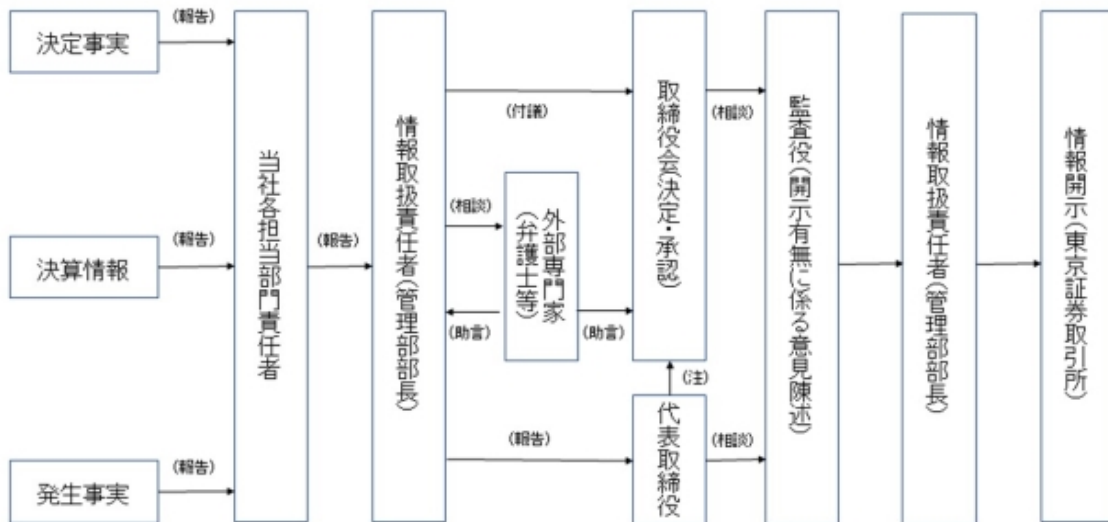 決定事実
(報告)
決算情報
(報告)
発生事実
(報告)
当社各担当部門責任者
(報告)
情報取扱責任者(管理部部長)
(付議)
(相談)
(助言)
外部専門家
(弁護士等)
(助言)
(報告)
取締役会(決定・承認)
(注)
代表取締役
(相談)
(相談)
監査役(開示有無に係る意見陳述)
情報取扱責任者(管理部部長)
情報開示(東京証券取引所)